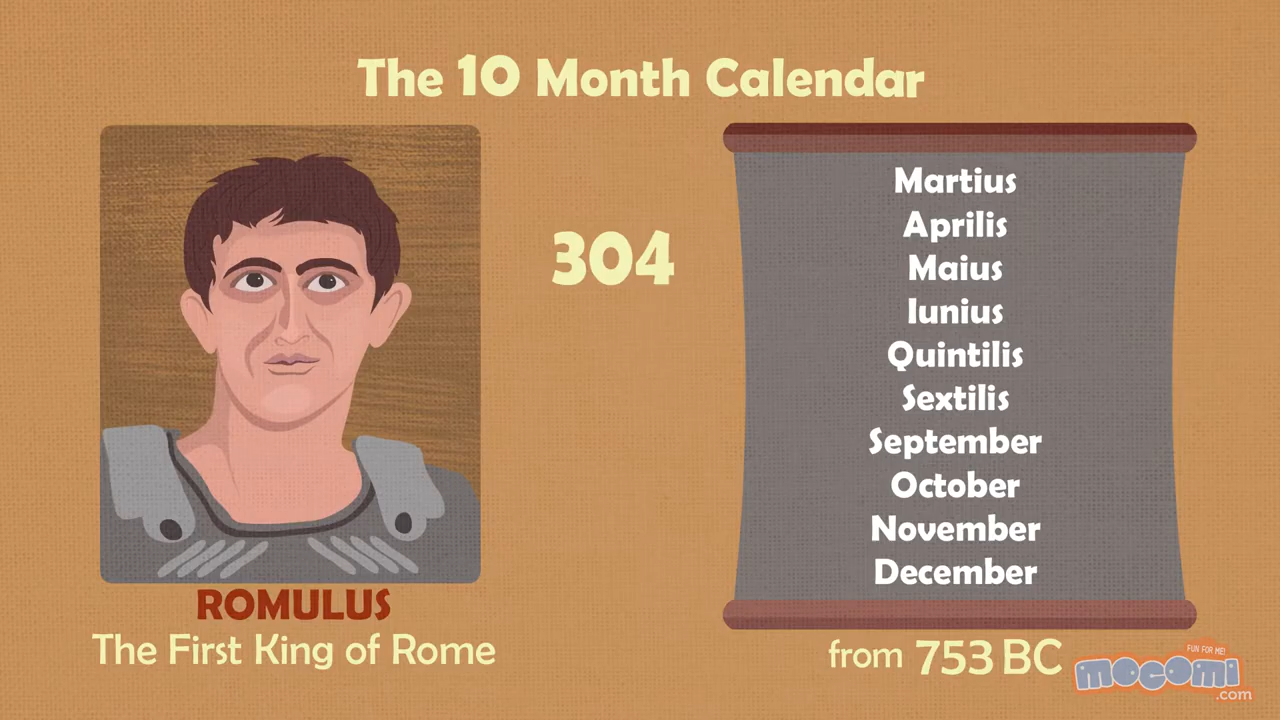 The 10 Month Calendar
304
Martius
Aprilis
Maius
Iunius
Quintilis
Sextilis
September
October
November
December
ROMULUS
The First King of Rome
from 753 BC
FUN FOR ME!
mocomi
.com